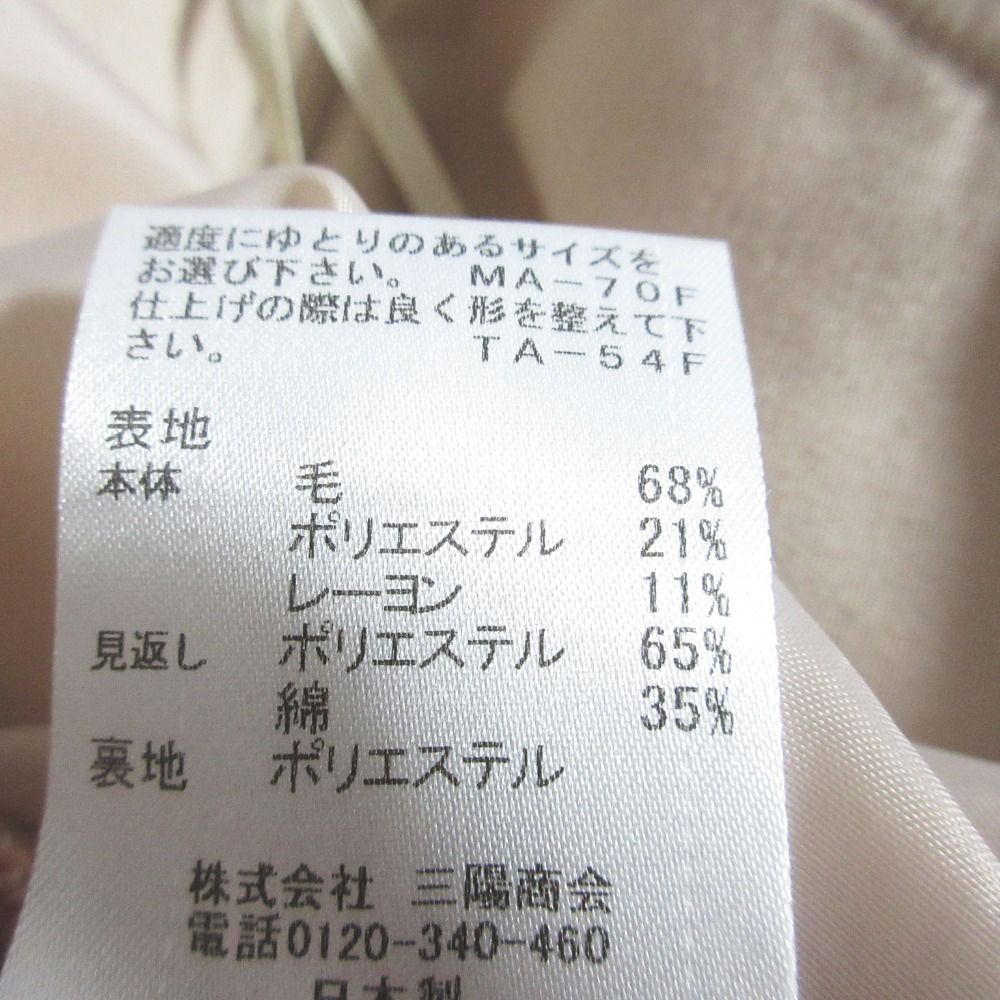 適度にゆとりのあるサイズを
お選び下さい。 MA-70F
仕上げの際は良く形を整えて下
さい。 TA-54F
表地
本体 毛 68%
ポリエステル 21%
レーヨン 11%
見返し ポリエステル 65%
綿 35%
裏地 ポリエステル
株式会社 三陽商会
電話0120-340-460
日本製